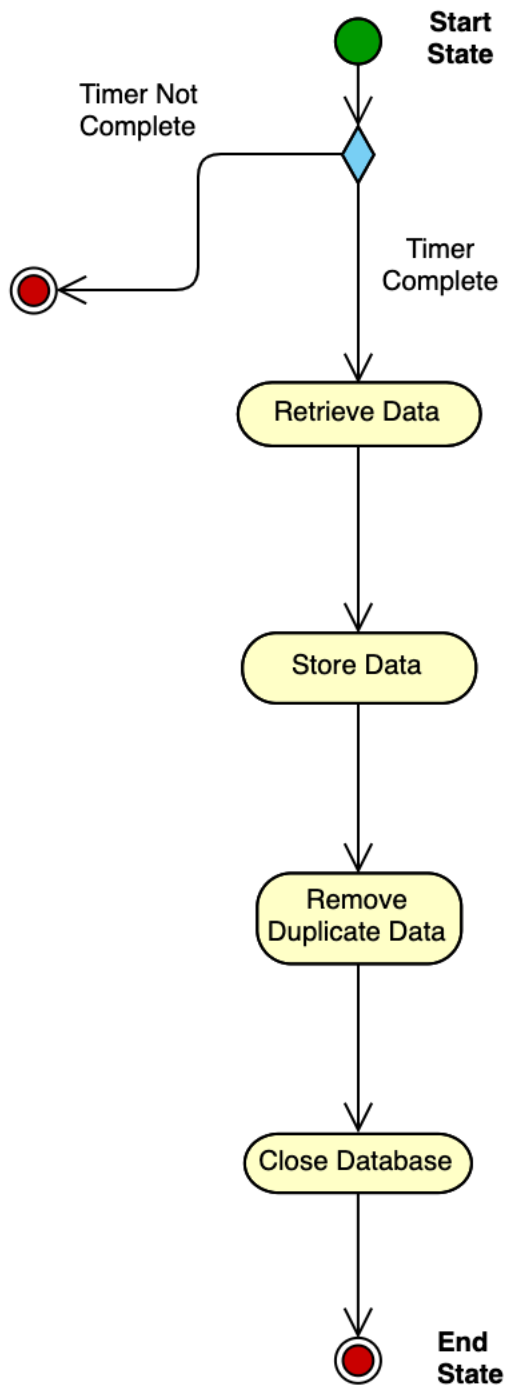 Start
State
Timer Not
Complete
Timer
Complete
Retrieve Data
Store Data
Remove
Duplicate Data
Close Database
End
State